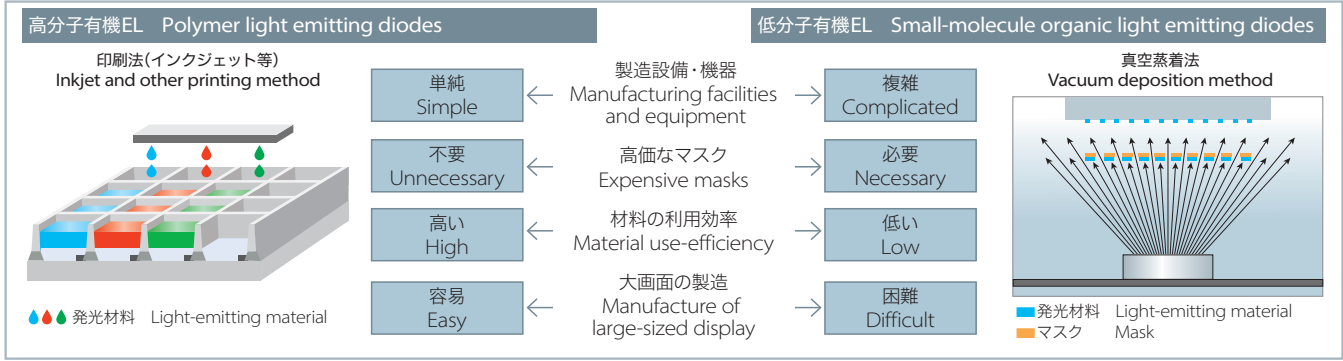 高分子有機EL Polymer light emitting diodes
印刷法(インクジェット等)
Inkjet and other printing method
発光材料 Light-emitting material
単純
Simple
製造設備・機器
Manufacturing facilities
and equipment
複雑
Complicated
不要
Unnecessary
高価なマスク
Expensive masks
必要
Necessary
高い
High
材料の利用効率
Material use-efficiency
低い
Low
容易
Easy
大画面の製造
Manufacture of
large-sized display
困難
Difficult
低分子有機EL Small-molecule organic light emitting diodes
真空蒸着法
Vacuum deposition method
発光材料 Light-emitting material
マスク Mask